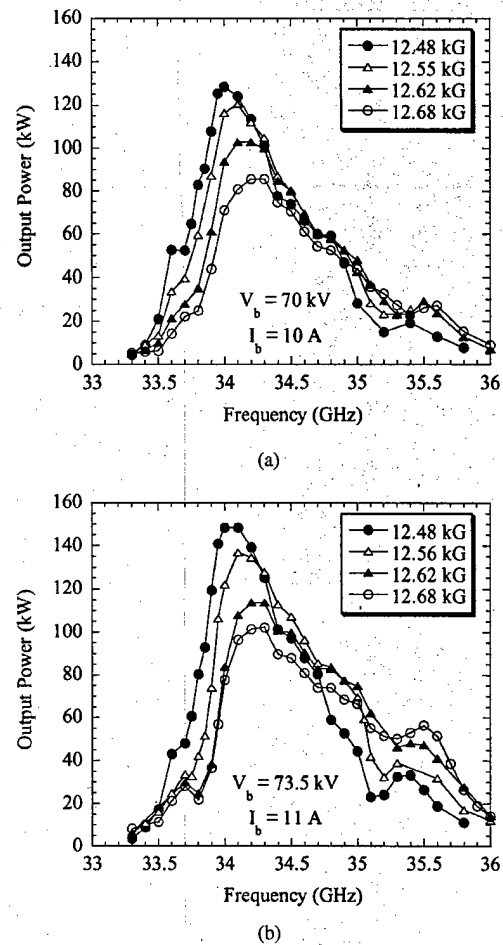 (a)
160
140
120
100
80
60
40
20
0
Output Power (kW)
12.48 kG
12.55 kG
12.62 kG
12.68 kG
V_b = 70 kV
I_b = 10 A
33 33.5 34 34.5 35 35.5 36
Frequency (GHz)
(a)
160
140
120
100
80
60
40
20
0
Output Power (kW)
12.48 kG
12.56 kG
12.62 kG
12.68 kG
V_b = 73.5 kV
I_b = 11 A
33 33.5 34 34.5 35 35.5 36
Frequency (GHz)
(b)